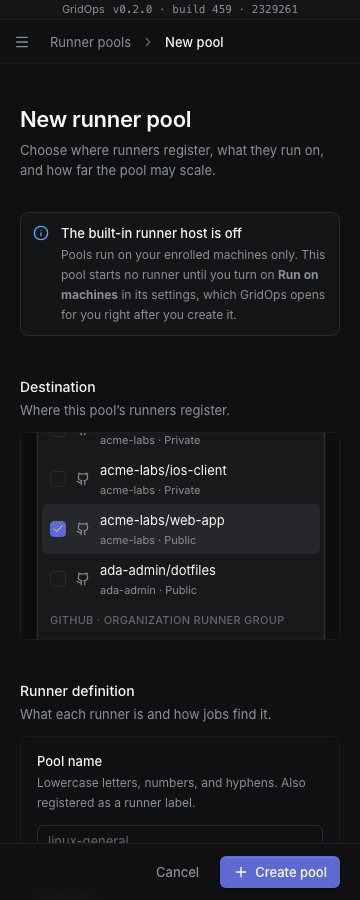 GridOps v0.2.0 · build 459 · 2329261
Runner pools > New pool
New runner pool
Choose where runners register, what they run on,
and how far the pool may scale.
The built-in runner host is off
Pools run on your enrolled machines only. This
pool starts no runner until you turn on Run on
machines in its settings, which GridOps opens
for you right after you create it.
Destination
Where this pool's runners register.
acme-labs · Private
acme-labs/ios-client
acme-labs · Private
acme-labs/web-app
acme-labs · Public
ada-admin/dotfiles
ada-admin · Public
GITHUB · ORGANIZATION RUNNER GROUP
Runner definition
What each runner is and how jobs find it.
Pool name
Lowercase letters, numbers, and hyphens. Also
registered as a runner label.
linux-general
Cancel
Create pool